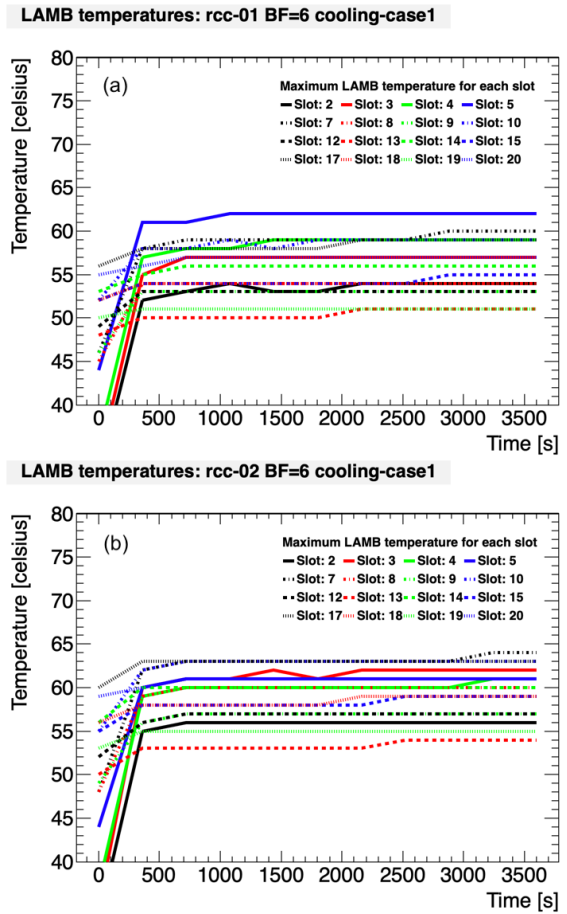 LAMB temperatures: rcc-01 BF=6 cooling-case1
Temperature [celsius]
80
75
70
65
60
55
50
45
40
(a)
Maximum LAMB temperature for each slot
Slot: 2 Slot: 3 Slot: 4 Slot: 5
Slot: 7 Slot: 8 Slot: 9 Slot: 10
Slot: 12 Slot: 13 Slot: 14 Slot: 15
Slot: 17 Slot: 18 Slot: 19 Slot: 20
0 500 1000 1500 2000 2500 3000 3500
Time [s]
LAMB temperatures: rcc-02 BF=6 cooling-case1
Temperature [celsius]
80
75
70
65
60
55
50
45
40
(b)
Maximum LAMB temperature for each slot
Slot: 2 Slot: 3 Slot: 4 Slot: 5
Slot: 7 Slot: 8 Slot: 9 Slot: 10
Slot: 12 Slot: 13 Slot: 14 Slot: 15
Slot: 17 Slot: 18 Slot: 19 Slot: 20
0 500 1000 1500 2000 2500 3000 3500
Time [s]